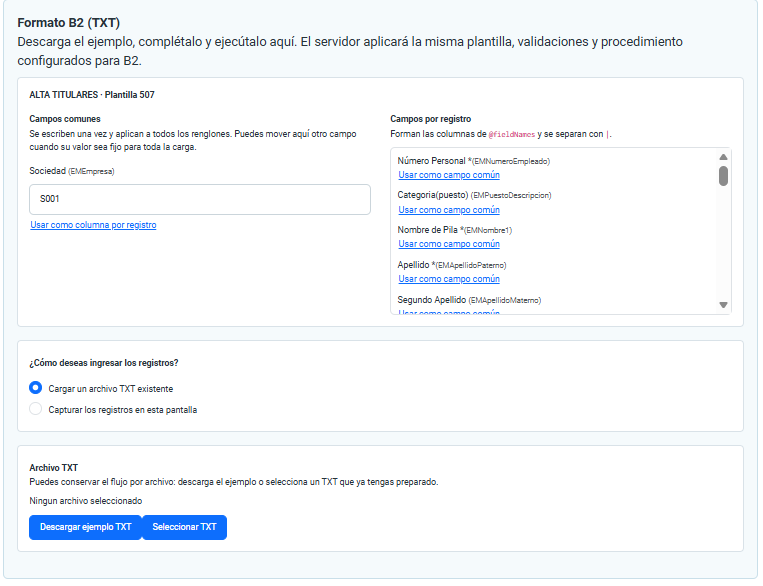 Formato B2 (TXT)
Descarga el ejemplo, complétalo y ejecútalo aquí. El servidor aplicará la misma plantilla, validaciones y procedimiento
configurados para B2.
ALTA TITULARES · Plantilla 507
Campos comunes
Se escriben una vez y aplican a todos los renglones. Puedes mover aquí otro campo
cuando su valor sea fijo para toda la carga.
Sociedad (EMEmpresa)
S001
Usar como columna por registro
Campos por registro
Forman las columnas de @fieldNames y se separan con |.
Número Personal *(EMNumeroEmpleado)
Usar como campo común
Categoria(puesto) (EMPuestoDescripcion)
Usar como campo común
Nombre de Pila *(EMNombre1)
Usar como campo común
Apellido *(EMApellidoPaterno)
Usar como campo común
Segundo Apellido (EMApellidoMaterno)
Usar como campo común
¿Cómo deseas ingresar los registros?
Cargar un archivo TXT existente
Capturar los registros en esta pantalla
Archivo TXT
Puedes conservar el flujo por archivo: descarga el ejemplo o selecciona un TXT que ya tengas preparado.
Ningun archivo seleccionado
Descargar ejemplo TXT
Seleccionar TXT